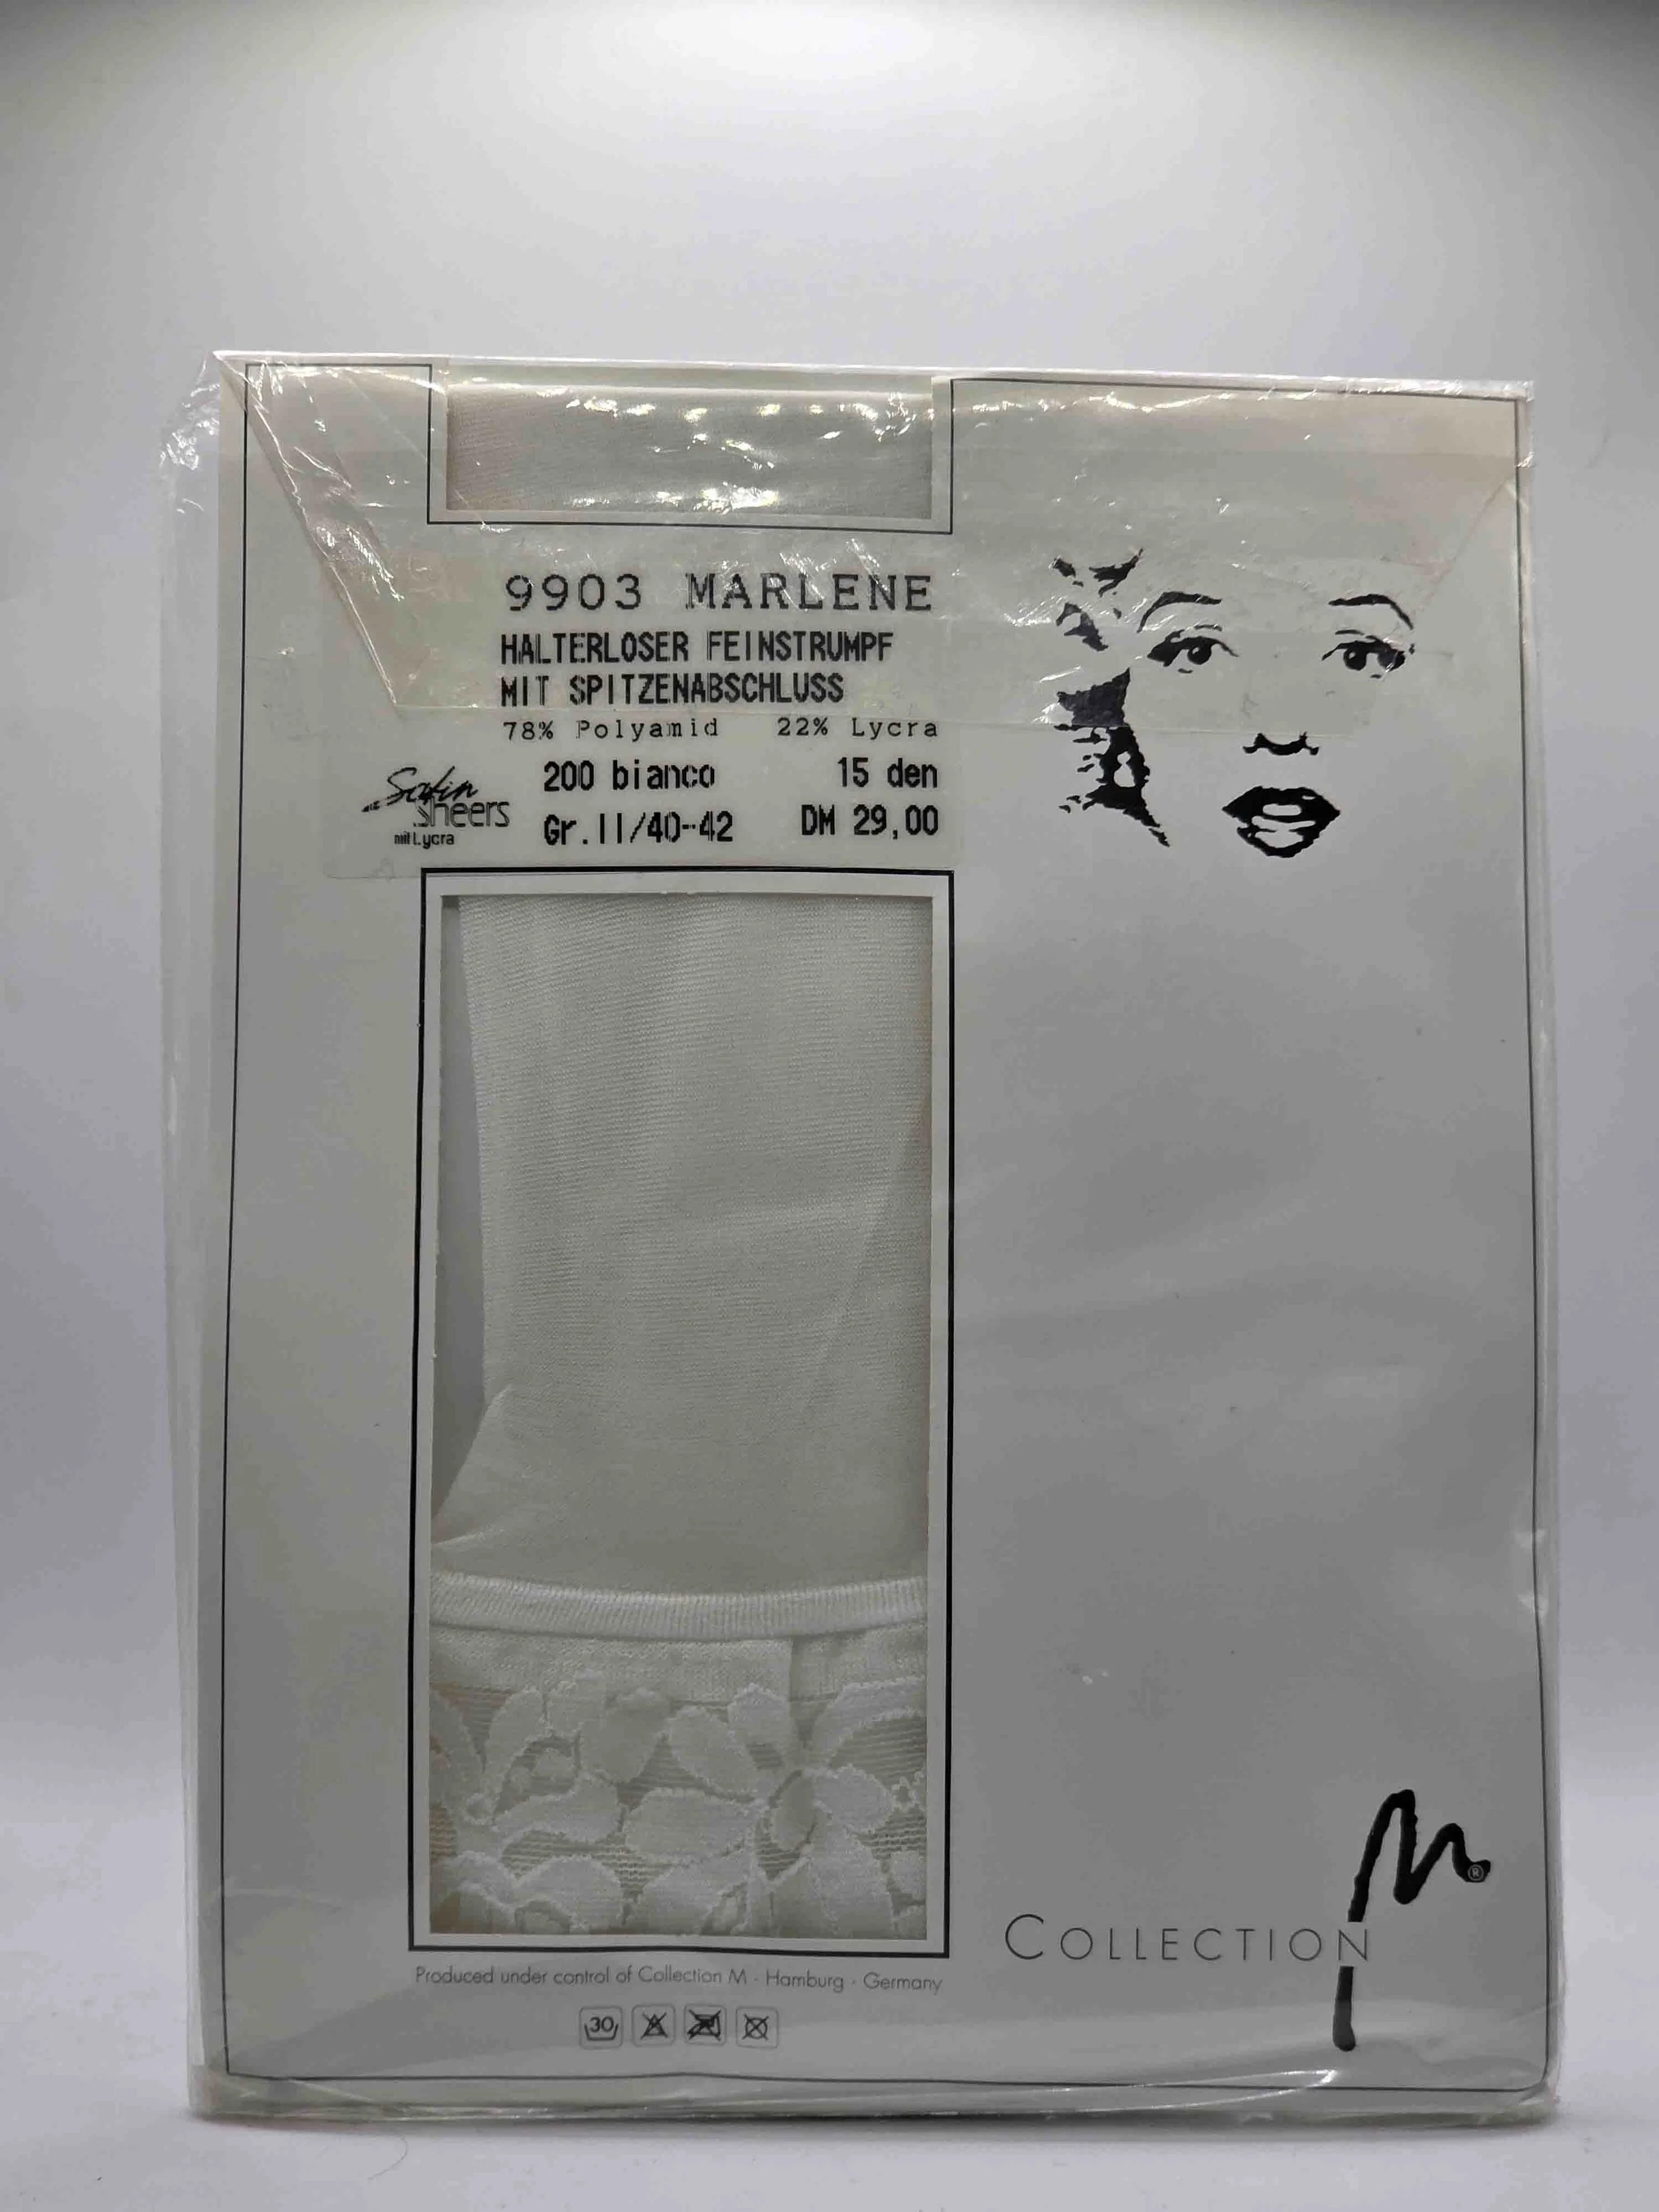 9903 MARLENE
HALTERLOSER FEINSTRUMPF
MIT SPITZENABSCHLUSS
78% Polyamid 22% Lycra
Satin
Sheers
mit Lycra
200 bianco 15 den
Gr.II/40-42 DM 29,00
M®
COLLECTION
Produced under control of Collection M · Hamburg · Germany
30